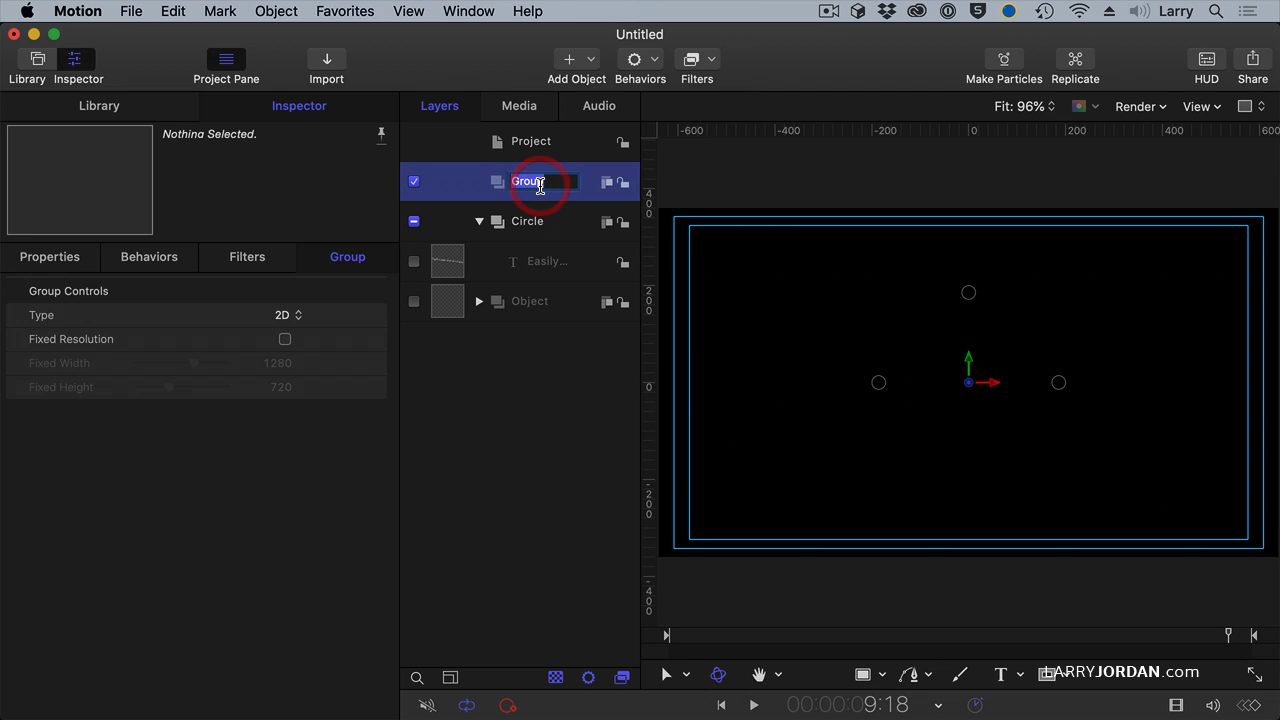 Motion File Edit Mark Object Favorites View Window Help Larry
Untitled
Library Inspector Project Pane Import Add Object Behaviors Filters Make Particles Replicate HUD Share
Library Inspector Layers Media Audio Fit: 96% Render View
Nothing Selected.
-600 -400 -200 0 200 400 600
Project
Group
Circle
Easily...
Object
Properties Behaviors Filters Group
Group Controls
Type 2D
Fixed Resolution
Fixed Width 1280
Fixed Height 720
400
200
0
-200
-400
T
LARRYJORDAN.com
00:00:00:09:18